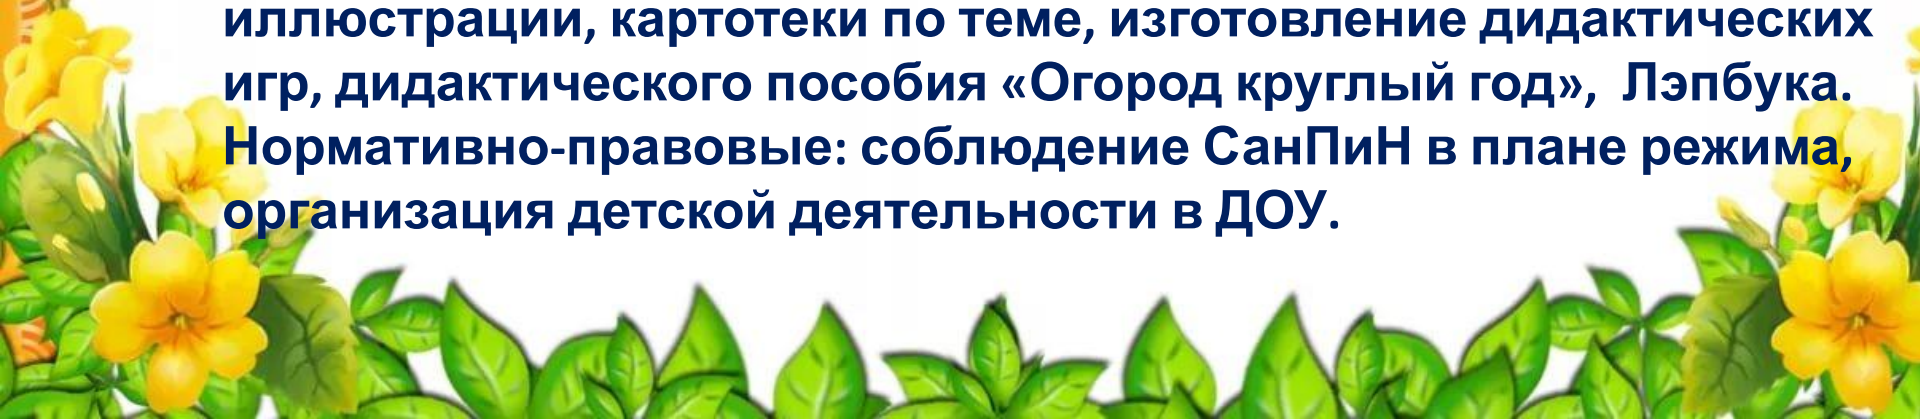 иллюстрации, картотеки по теме, изготовление дидактических
игр, дидактического пособия «Огород круглый год», Лэпбука.
Нормативно-правовые: соблюдение СанПиН в плане режима,
организация детской деятельности в ДОУ.